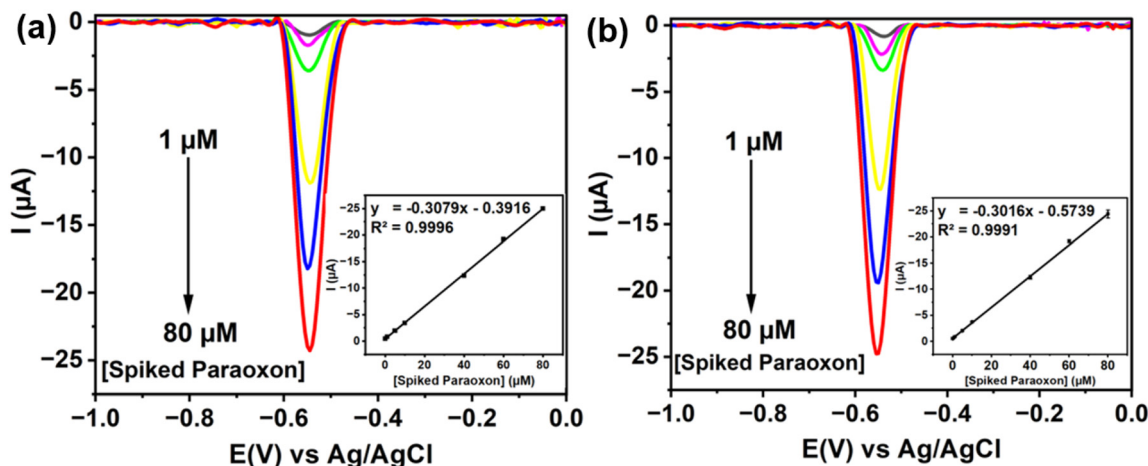 (a)
0
−5
−10
−15
−20
−25
I (µA)
1 µM
80 µM
[Spiked Paraoxon]
y = -0.3079x - 0.3916
R² = 0.9996
−25
−20
−15
−10
−5
0
I (µA)
0 20 40 60 80
[Spiked Paraoxon] (µM)
−1.0 −0.8 −0.6 −0.4 −0.2 0.0
E(V) vs Ag/AgCl
(b)
0
−5
−10
−15
−20
−25
I (µA)
1 µM
80 µM
[Spiked Paraoxon]
y = -0.3016x - 0.5739
R² = 0.9991
−25
−20
−15
−10
−5
0
I (µA)
0 20 40 60 80
[Spiked Paraoxon] (µM)
−1.0 −0.8 −0.6 −0.4 −0.2 0.0
E(V) vs Ag/AgCl